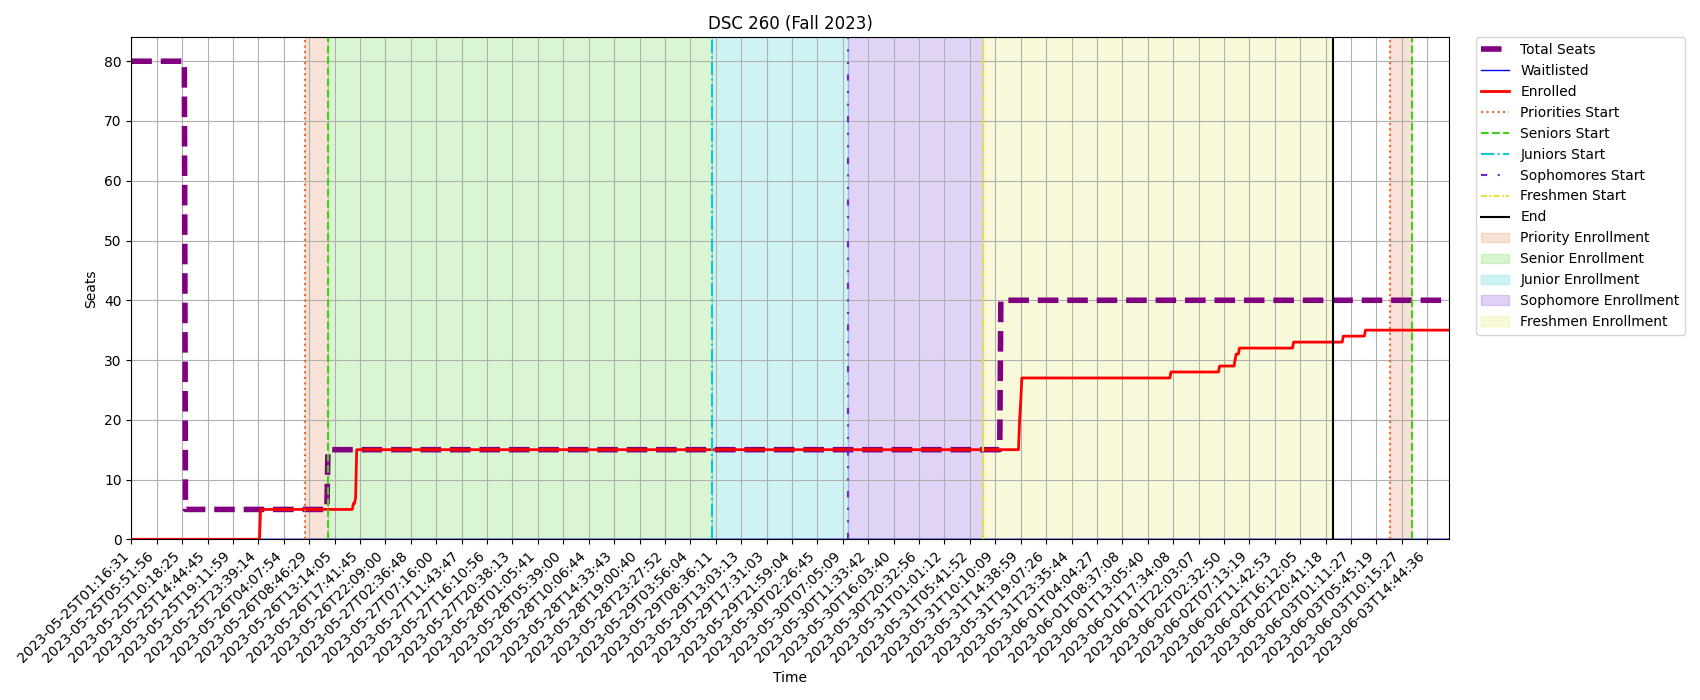 DSC 260 (Fall 2023)
Seats
80
70
60
50
40
30
20
10
0
2023-05-25T01:16:31
2023-05-25T05:51:56
2023-05-25T10:18:25
2023-05-25T14:44:45
2023-05-25T19:11:59
2023-05-25T23:39:14
2023-05-26T04:07:54
2023-05-26T08:46:29
2023-05-26T13:14:05
2023-05-26T17:41:45
2023-05-26T22:09:00
2023-05-27T02:36:48
2023-05-27T07:16:00
2023-05-27T11:43:47
2023-05-27T16:10:56
2023-05-27T20:38:13
2023-05-28T01:05:41
2023-05-28T05:39:00
2023-05-28T10:06:44
2023-05-28T14:33:43
2023-05-28T19:00:40
2023-05-28T23:27:52
2023-05-29T03:56:04
2023-05-29T08:36:11
2023-05-29T13:03:13
2023-05-29T17:31:03
2023-05-29T21:59:04
2023-05-30T02:26:45
2023-05-30T07:05:09
2023-05-30T11:33:42
2023-05-30T16:03:40
2023-05-30T20:32:56
2023-05-31T01:01:12
2023-05-31T05:41:52
2023-05-31T10:10:09
2023-05-31T14:38:59
2023-05-31T19:07:26
2023-05-31T23:35:44
2023-06-01T04:04:27
2023-06-01T08:37:08
2023-06-01T13:05:40
2023-06-01T17:34:08
2023-06-01T22:03:07
2023-06-02T02:32:50
2023-06-02T07:13:19
2023-06-02T11:42:53
2023-06-02T16:12:05
2023-06-02T20:41:18
2023-06-03T01:11:27
2023-06-03T05:45:19
2023-06-03T10:15:27
2023-06-03T14:44:36
Time
Total Seats
Waitlisted
Enrolled
Priorities Start
Seniors Start
Juniors Start
Sophomores Start
Freshmen Start
End
Priority Enrollment
Senior Enrollment
Junior Enrollment
Sophomore Enrollment
Freshmen Enrollment